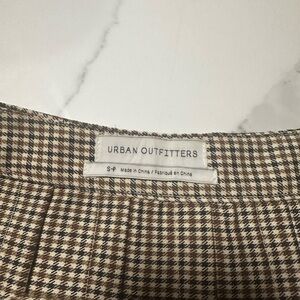 URBAN OUTFITTERS
S-P Made in China / Fabriqué en Chine